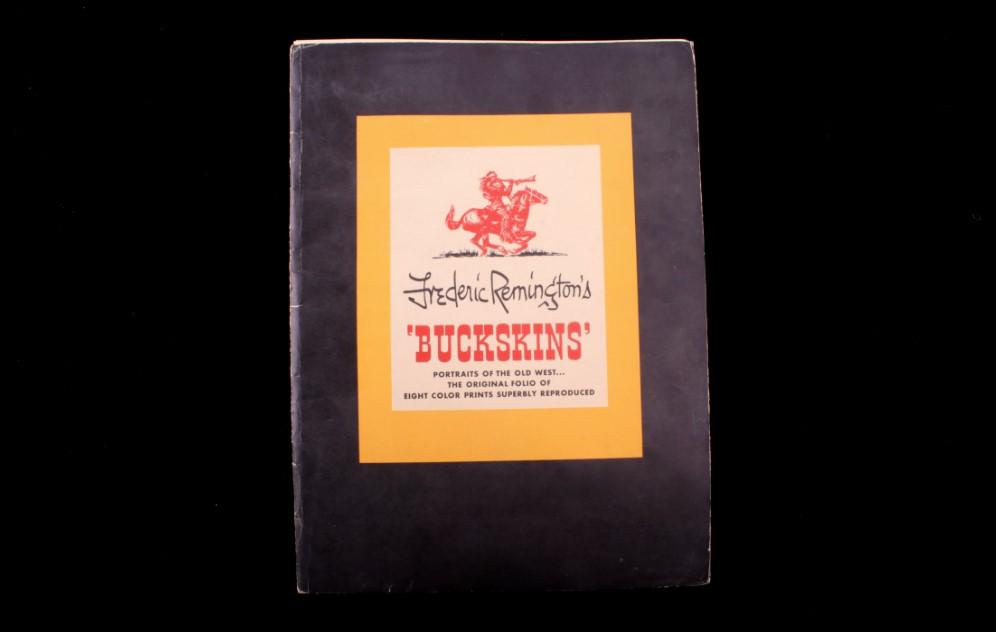 Frederic Remington's
'BUCKSKINS'
PORTRAITS OF THE OLD WEST...
THE ORIGINAL FOLIO OF
EIGHT COLOR PRINTS SUPERBLY REPRODUCED